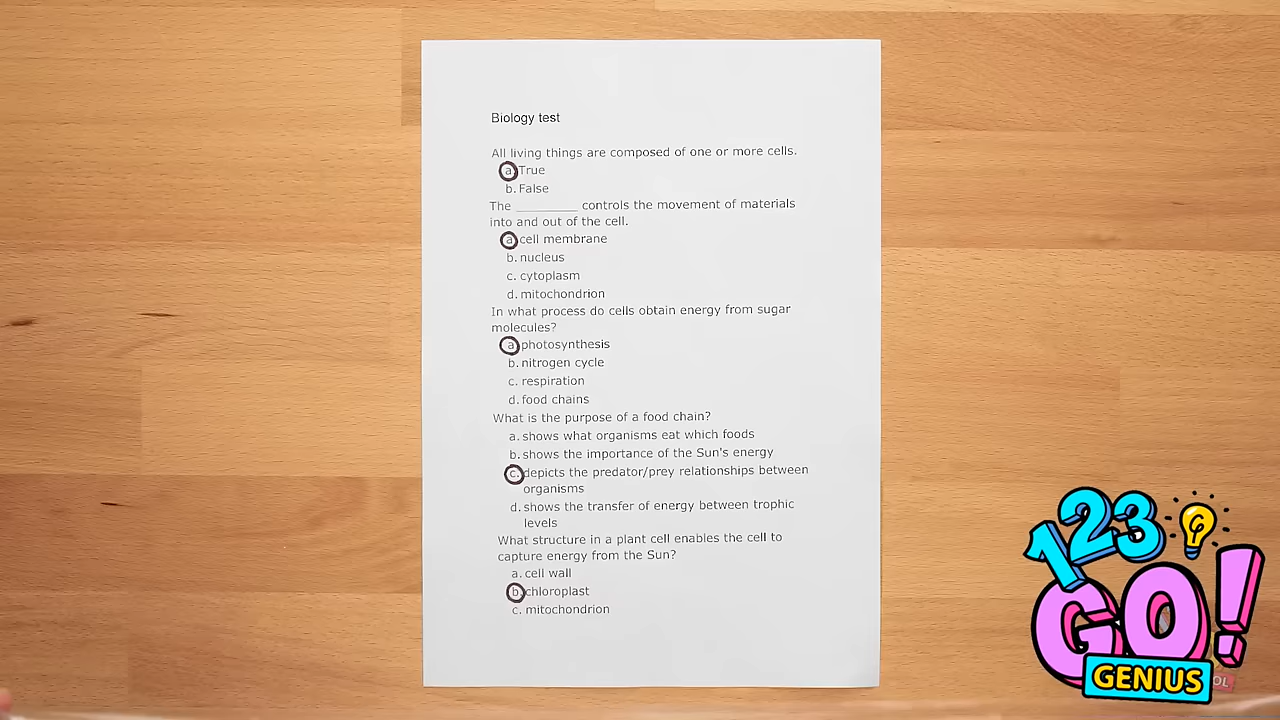 Biology test
All living things are composed of one or more cells.
a. True
b. False
The _________ controls the movement of materials
into and out of the cell.
a. cell membrane
b. nucleus
c. cytoplasm
d. mitochondrion
In what process do cells obtain energy from sugar
molecules?
a. photosynthesis
b. nitrogen cycle
c. respiration
d. food chains
What is the purpose of a food chain?
a. shows what organisms eat which foods
b. shows the importance of the Sun's energy
c. depicts the predator/prey relationships between
organisms
d. shows the transfer of energy between trophic
levels
What structure in a plant cell enables the cell to
capture energy from the Sun?
a. cell wall
b. chloroplast
c. mitochondrion
123
GO!
GENIUS